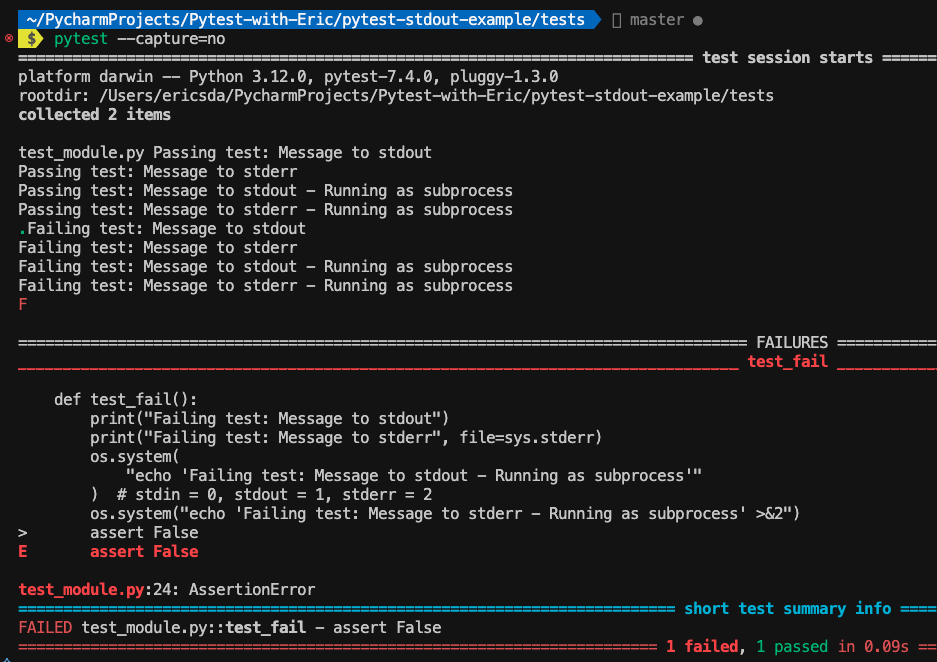 ~/PycharmProjects/Pytest-with-Eric/pytest-stdout-example/tests master ●
$ pytest --capture=no
=========================================================================== test session starts ======
platform darwin -- Python 3.12.0, pytest-7.4.0, pluggy-1.3.0
rootdir: /Users/ericsda/PycharmProjects/Pytest-with-Eric/pytest-stdout-example/tests
collected 2 items

test_module.py Passing test: Message to stdout
Passing test: Message to stderr
Passing test: Message to stdout - Running as subprocess
Passing test: Message to stderr - Running as subprocess
.Failing test: Message to stdout
Failing test: Message to stderr
Failing test: Message to stdout - Running as subprocess
Failing test: Message to stderr - Running as subprocess
F

================================================================================= FAILURES ===========
________________________________________________________________________________ test_fail ___________

    def test_fail():
        print("Failing test: Message to stdout")
        print("Failing test: Message to stderr", file=sys.stderr)
        os.system(
            "echo 'Failing test: Message to stdout - Running as subprocess'"
        )  # stdin = 0, stdout = 1, stderr = 2
        os.system("echo 'Failing test: Message to stderr - Running as subprocess' >&2")
>       assert False
E       assert False

test_module.py:24: AssertionError
========================================================================= short test summary info ====
FAILED test_module.py::test_fail - assert False
======================================================================= 1 failed, 1 passed in 0.09s ==